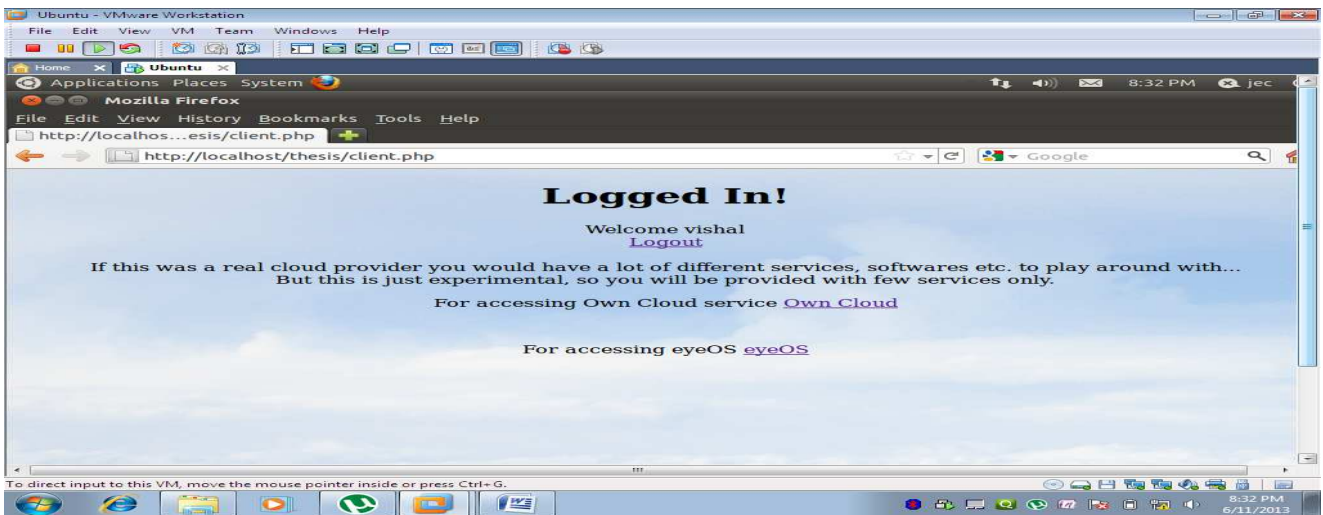 Ubuntu - VMware Workstation
File Edit View VM Team Windows Help
Home Ubuntu
Applications Places System 8:32 PM jec
Mozilla Firefox
File Edit View History Bookmarks Tools Help
http://localhos...esis/client.php
http://localhost/thesis/client.php Google
Logged In!
Welcome vishal
Logout
If this was a real cloud provider you would have a lot of different services, softwares etc. to play around with...
But this is just experimental, so you will be provided with few services only.
For accessing Own Cloud service Own Cloud
For accessing eyeOS eyeOS
To direct input to this VM, move the mouse pointer inside or press Ctrl+G.
8:32 PM
6/11/2013